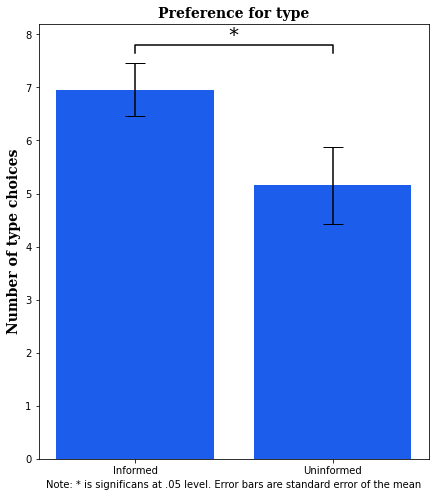 Preference for type
*
Number of type choices
8
7
6
5
4
3
2
1
0
Informed Uninformed
Note: * is significans at .05 level. Error bars are standard error of the mean